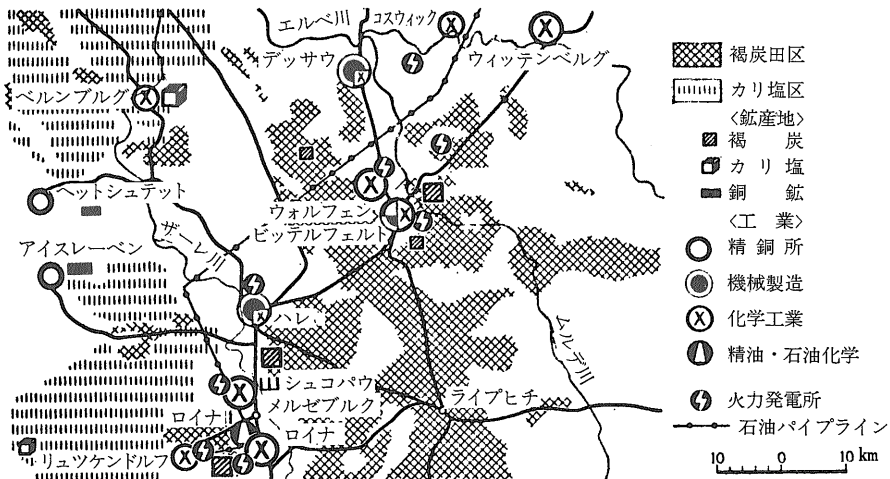 エルベ川
コスウィック
デッサウ
ウィッテンベルグ
ベルンブルグ
ヘットシュテット
ウォルフェン
ビッテルフェルト
アイスレーベン
ザーレ川
ハレ
ムルデ川
シュコパウ
メルゼブルク
ライプヒチ
ロイナ
ロイナ
リュツケンドルフ
褐炭田区
カリ塩区
〈鉱産地〉
褐炭
カリ塩
銅鉱
〈工業〉
精銅所
機械製造
化学工業
精油・石油化学
火力発電所
石油パイプライン
10 0 10 km